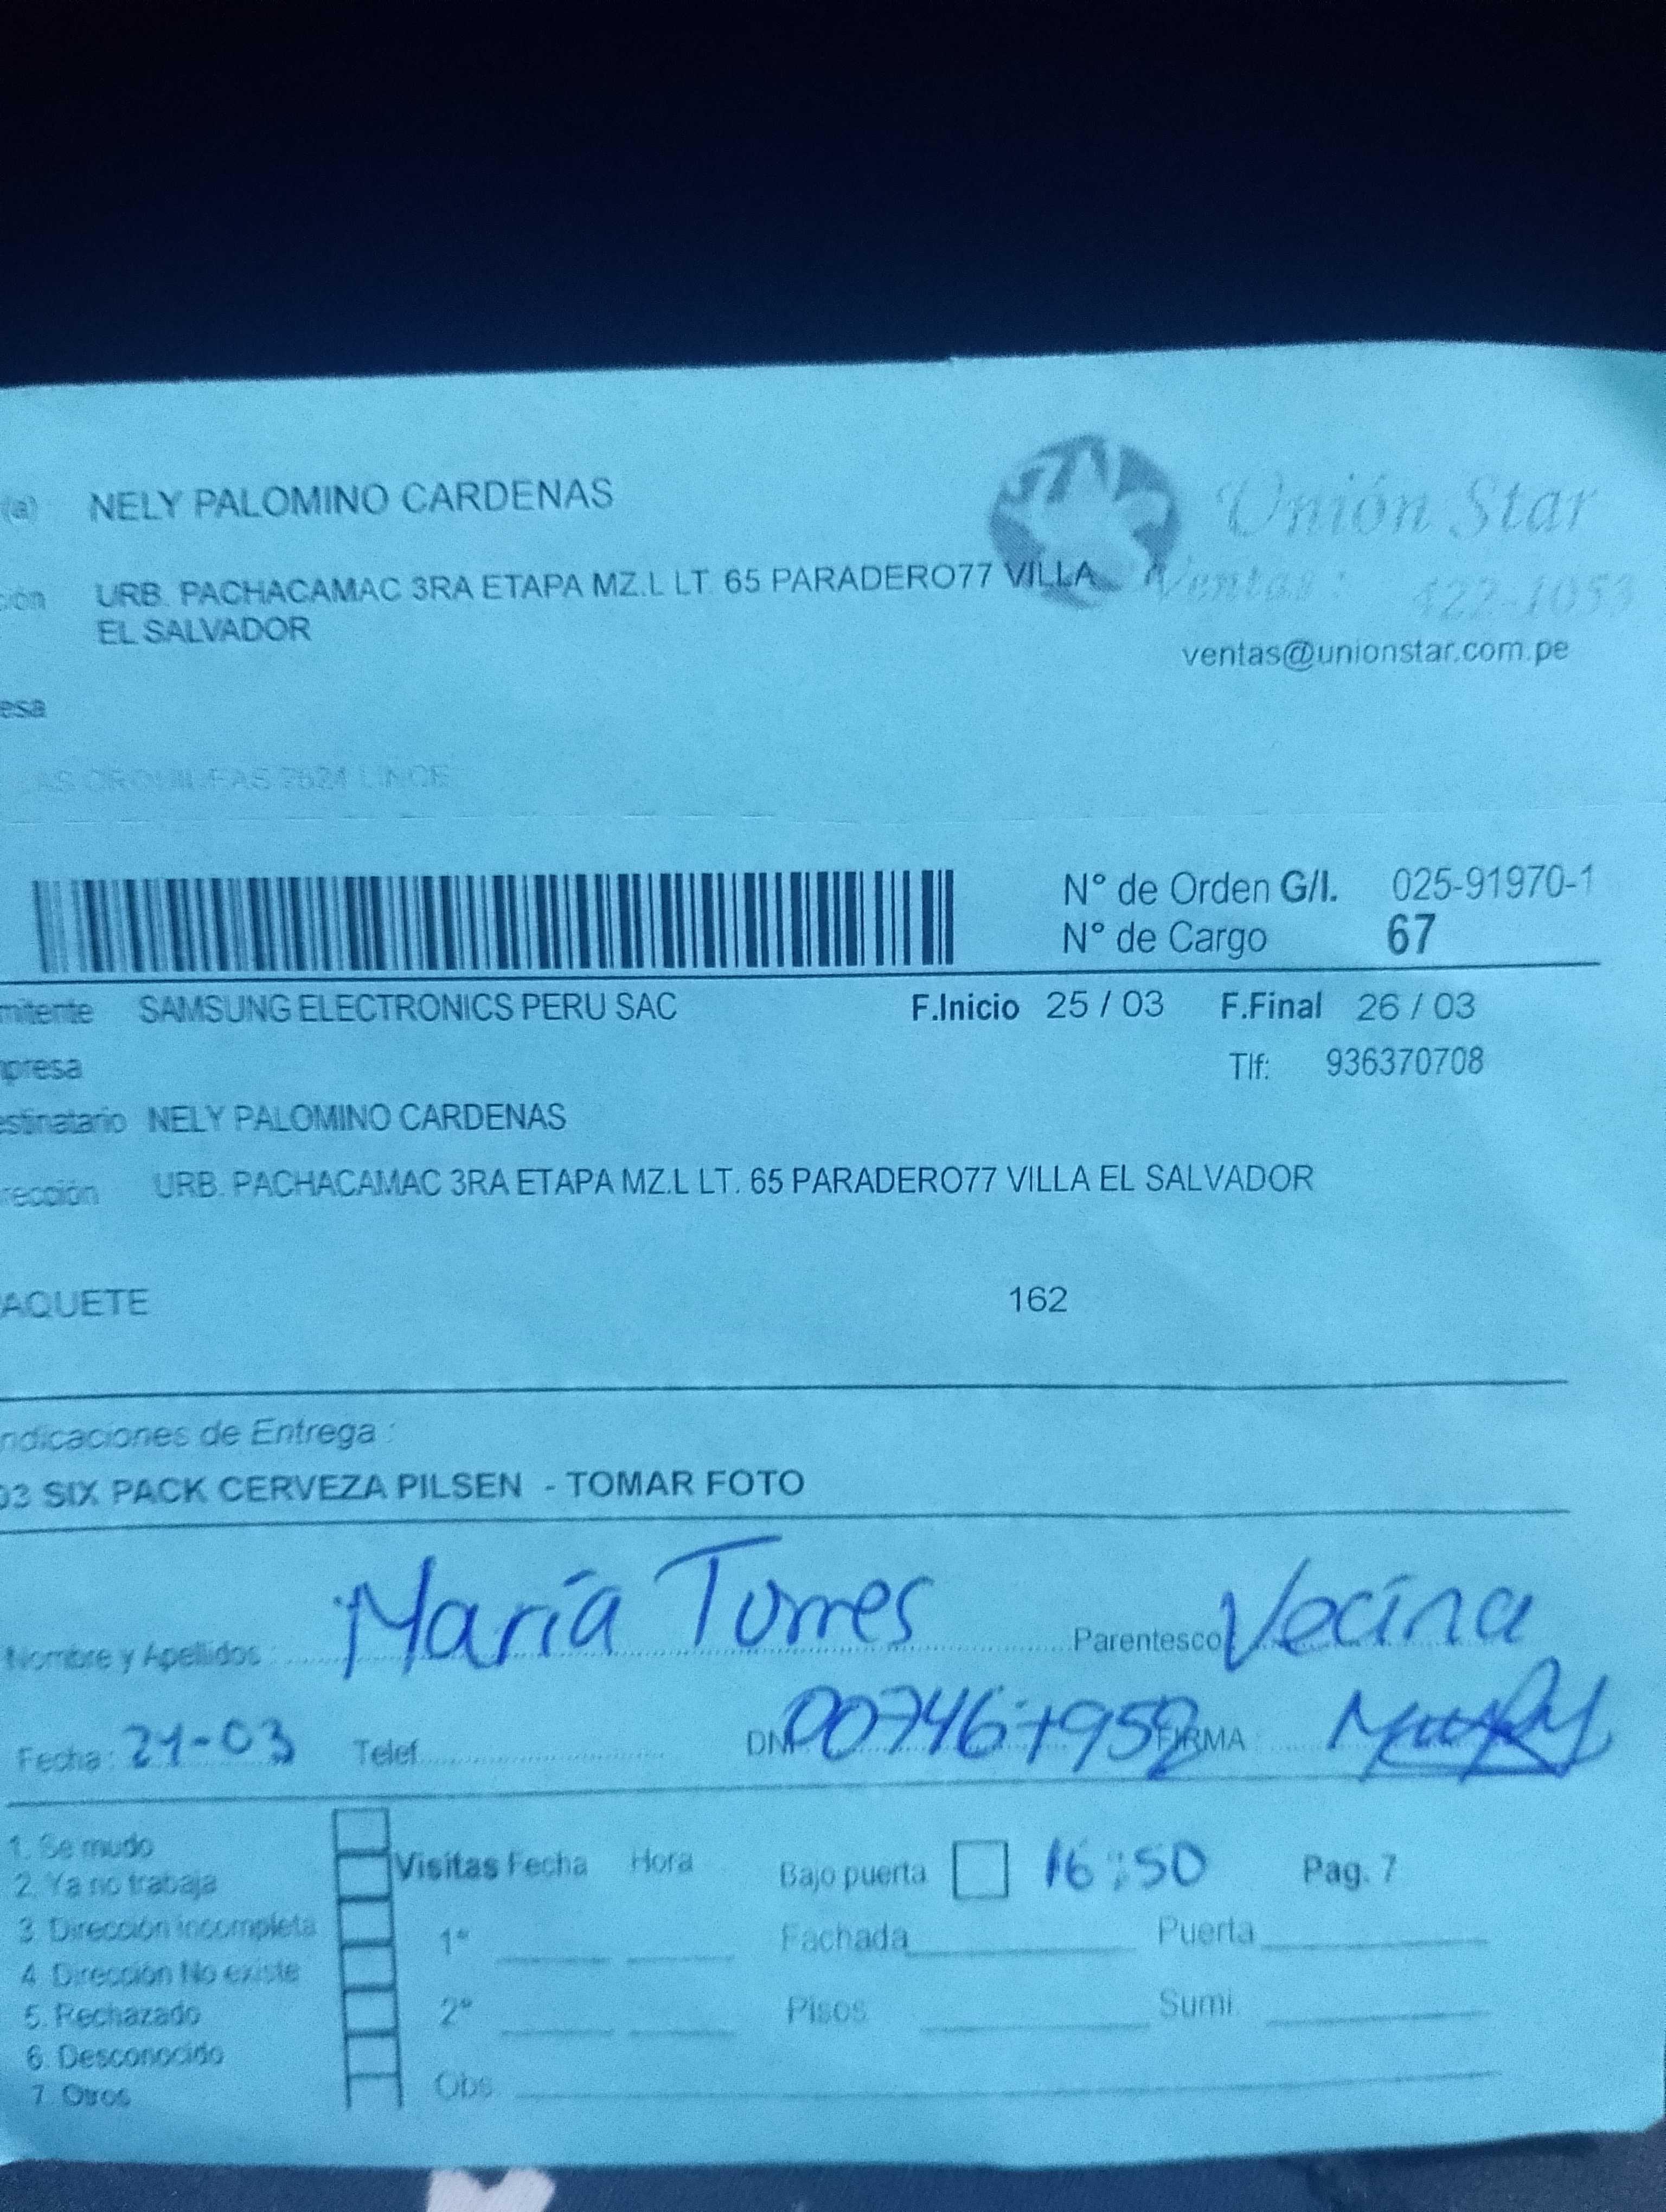 (a) NELY PALOMINO CARDENAS
Unión Star
ión URB. PACHACAMAC 3RA ETAPA MZ.L LT. 65 PARADERO77 VILLA
EL SALVADOR
Ventas: 422-1053
ventas@unionstar.com.pe
esa
LINCE
N° de Orden G/I. 025-91970-1
N° de Cargo 67
mitente SAMSUNG ELECTRONICS PERU SAC F.Inicio 25 / 03 F.Final 26 / 03
presa Tlf: 936370708
estinatario NELY PALOMINO CARDENAS
rección URB. PACHACAMAC 3RA ETAPA MZ.L LT. 65 PARADERO77 VILLA EL SALVADOR
AQUETE 162
ndicaciones de Entrega :
03 SIX PACK CERVEZA PILSEN - TOMAR FOTO
Nombre y Apellidos : María Torres Parentesco Vecina
Fecha: 21-03 Telef. DNI FIRMA :
1. Se mudo
2. Ya no trabaja
3. Dirección incompleta
4. Dirección No existe
5. Rechazado
6. Desconocido
7. Otros
Visitas Fecha Hora Bajo puerta 16:50 Pag. 7
1° Fachada Puerta
2° Pisos Sumi.
Obs.